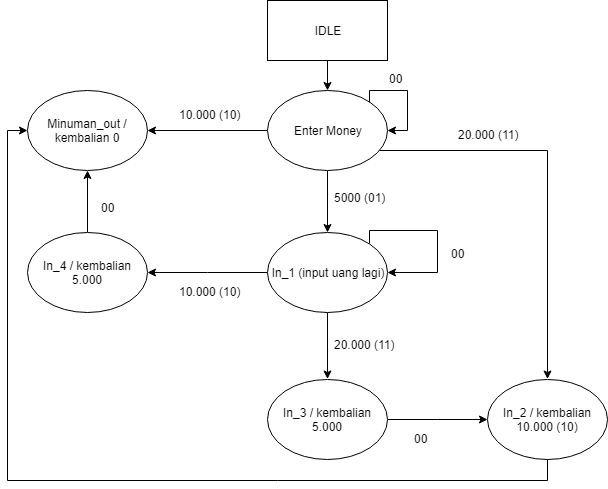 IDLE
00
10.000 (10)
Minuman_out /
kembalian 0
Enter Money
20.000 (11)
5000 (01)
00
In_4 / kembalian
5.000
In_1 (input uang lagi)
00
10.000 (10)
20.000 (11)
In_3 / kembalian
5.000
In_2 / kembalian
10.000 (10)
00